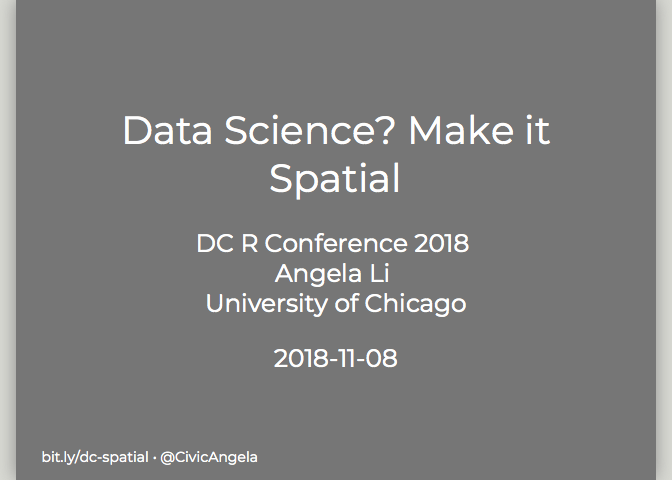 Data Science? Make it
Spatial
DC R Conference 2018
Angela Li
University of Chicago
2018-11-08
bit.ly/dc-spatial • @CivicAngela